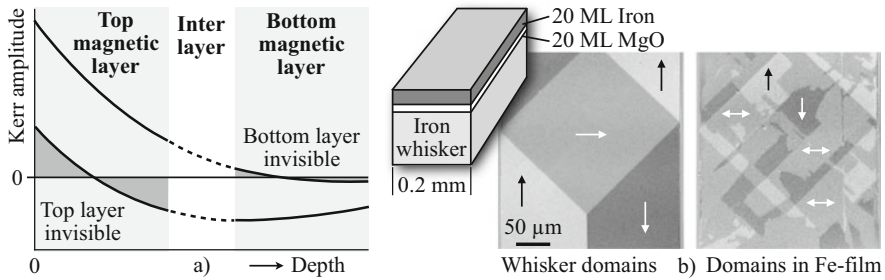 Kerr amplitude
Top
magnetic
layer
Inter
layer
Bottom
magnetic
layer
Bottom layer
invisible
0
Top layer
invisible
0
a)
Depth
20 ML Iron
20 ML MgO
Iron
whisker
0.2 mm
50 µm
Whisker domains
b)
Domains in Fe-film